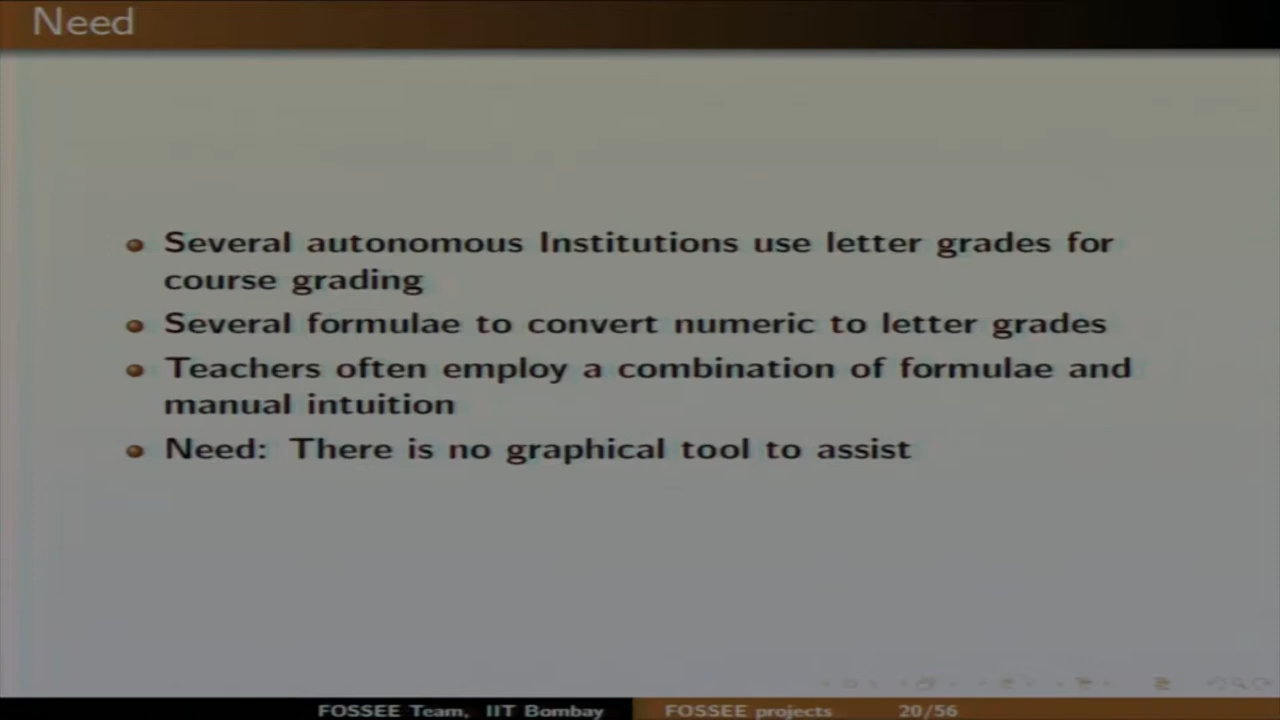 Need
Several autonomous Institutions use letter grades for
course grading
Several formulae to convert numeric to letter grades
Teachers often employ a combination of formulae and
manual intuition
Need: There is no graphical tool to assist
FOSSEE Team, IIT Bombay FOSSEE projects 20/56